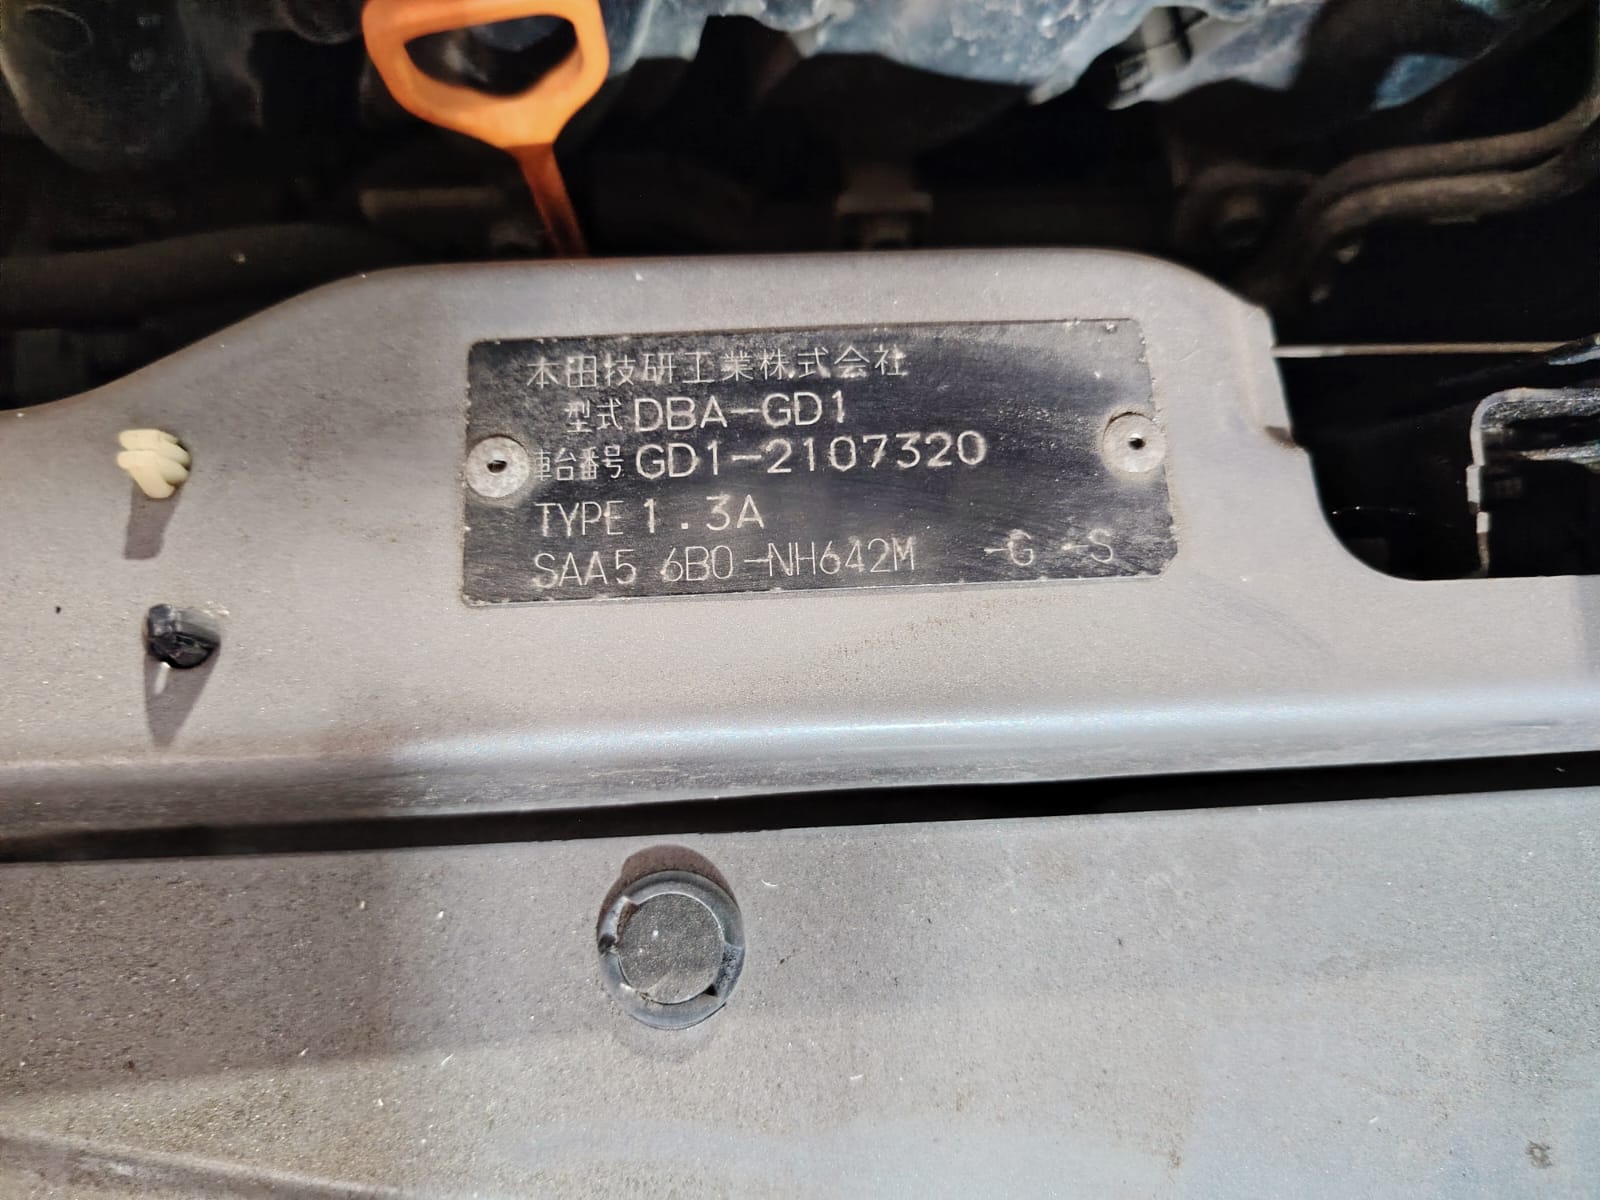 本田技研工業株式会社
型式 DBA-GD1
車台番号 GD1-2107320
TYPE 1.3A
SAA5 6B0-NH642M -G -S